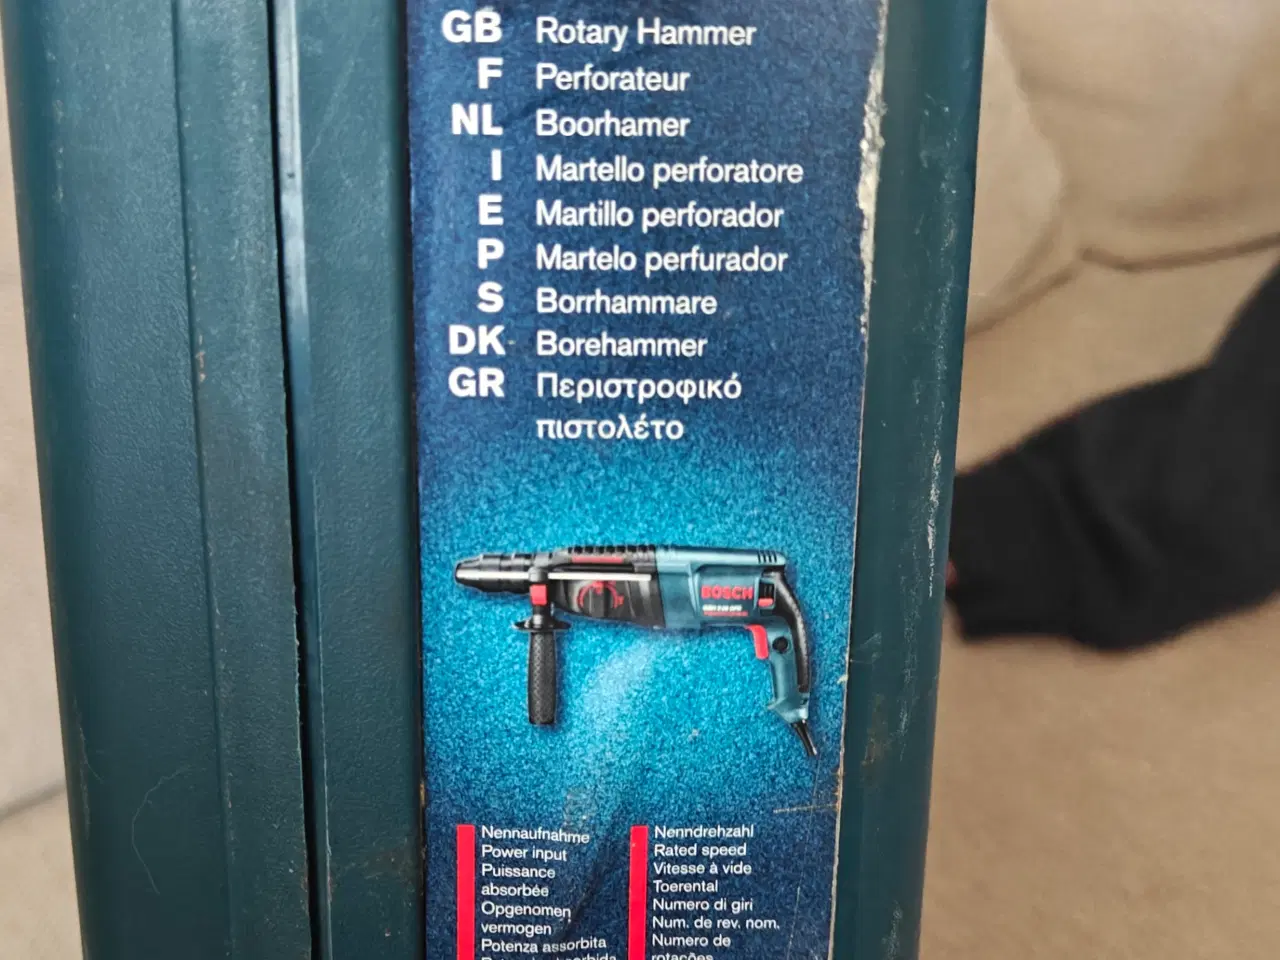 GB Rotary Hammer
F Perforateur
NL Boorhamer
I Martello perforatore
E Martillo perforador
P Martelo perfurador
S Borrhammare
DK Borehammer
GR Περιστροφικό
πιστολέτο
BOSCH
Nennaufnahme
Power input
Puissance
absorbée
Opgenomen
vermogen
Potenza assorbita
Nenndrehzahl
Rated speed
Vitesse à vide
Toerental
Numero di giri
Num. de rev. nom.
Numero de
rotações